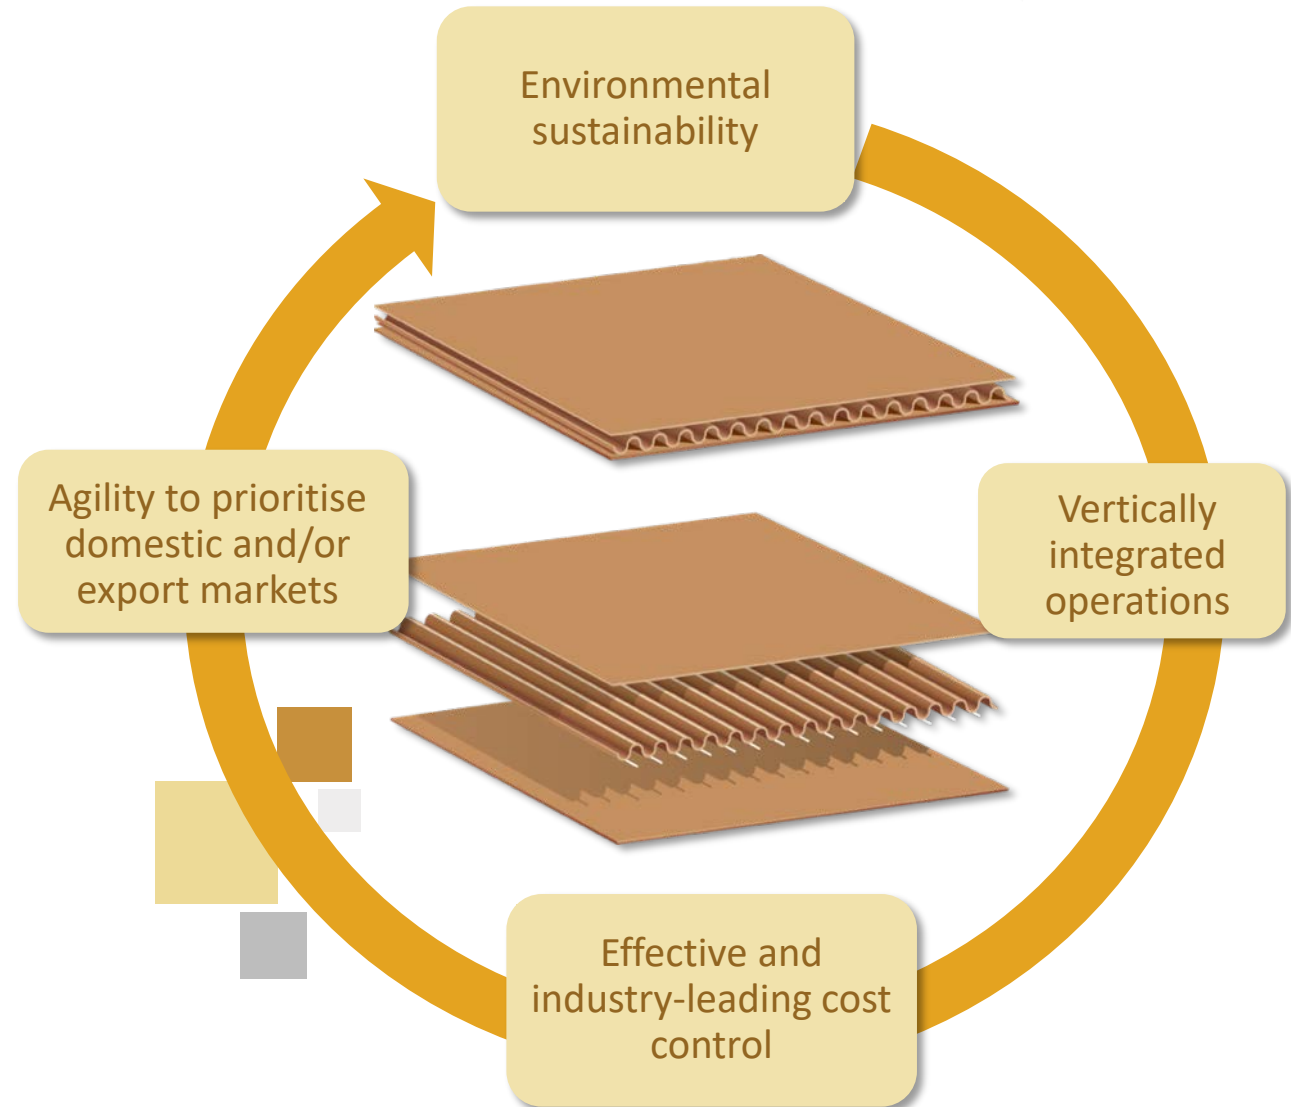 Environmental
sustainability
Vertically
integrated
operations
Effective and
industry-leading cost
control
Agility to prioritise
domestic and/or
export markets